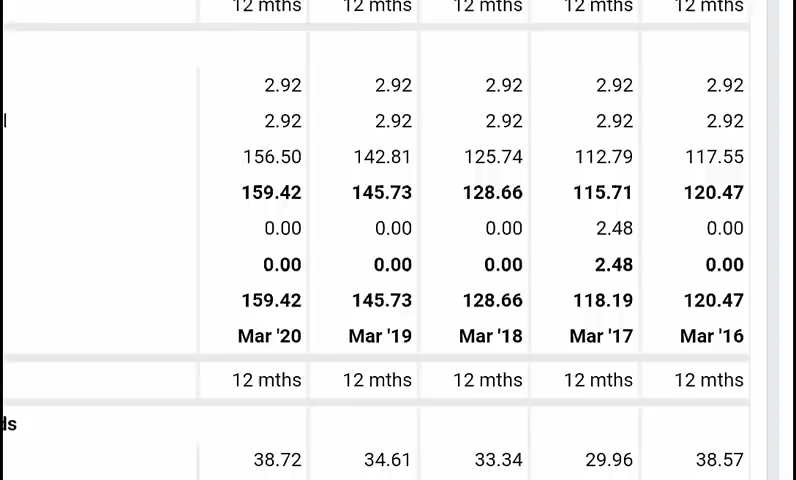 12 mths 12 mths 12 mths 12 mths 12 mths
2.92 2.92 2.92 2.92 2.92
l 2.92 2.92 2.92 2.92 2.92
156.50 142.81 125.74 112.79 117.55
159.42 145.73 128.66 115.71 120.47
0.00 0.00 0.00 2.48 0.00
0.00 0.00 0.00 2.48 0.00
159.42 145.73 128.66 118.19 120.47
Mar '20 Mar '19 Mar '18 Mar '17 Mar '16
12 mths 12 mths 12 mths 12 mths 12 mths
ds
38.72 34.61 33.34 29.96 38.57